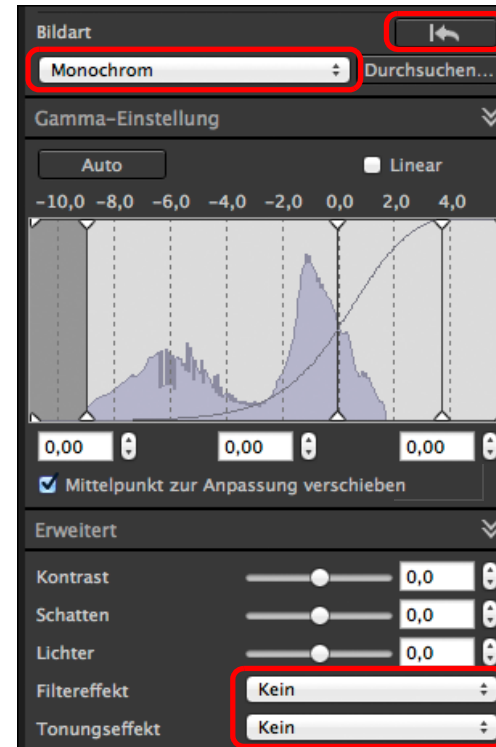 Bildart
Monochrom Durchsuchen...
Gamma-Einstellung
Auto Linear
-10,0 -8,0 -6,0 -4,0 -2,0 0,0 2,0 4,0
0,00 0,00 0,00
Mittelpunkt zur Anpassung verschieben
Erweitert
Kontrast 0,0
Schatten 0,0
Lichter 0,0
Filtereffekt Kein
Tonungseffekt Kein